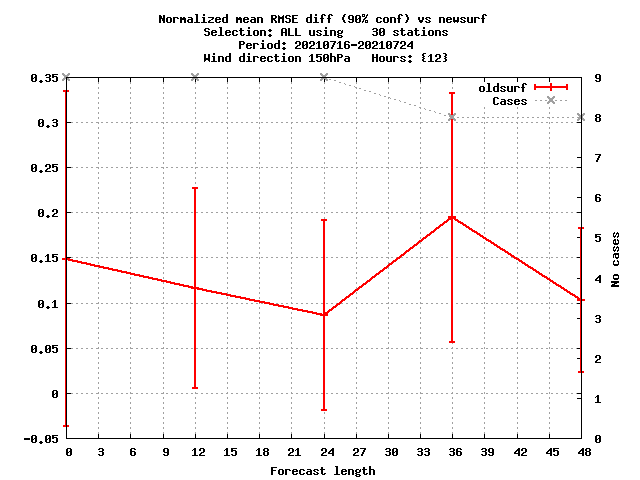 Normalized mean RMSE diff (90% conf) vs newsurf
Selection: ALL using    30 stations
Period: 20210716-20210724
Wind direction 150hPa   Hours: {12}
oldsurf
Cases
0.35
0.3
0.25
0.2
0.15
0.1
0.05
0
-0.05
9
8
7
6
5
4
3
2
1
0
No cases
0 3 6 9 12 15 18 21 24 27 30 33 36 39 42 45 48
Forecast length